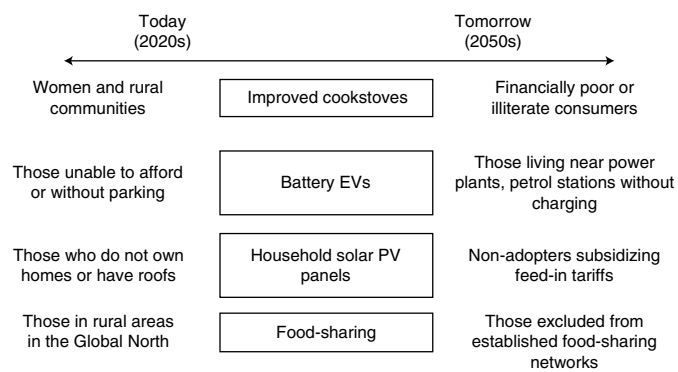 Today
(2020s)
Tomorrow
(2050s)
Women and rural
communities
Improved cookstoves
Financially poor or
illiterate consumers
Those unable to afford
or without parking
Battery EVs
Those living near power
plants, petrol stations without
charging
Those who do not own
homes or have roofs
Household solar PV
panels
Non-adopters subsidizing
feed-in tariffs
Those in rural areas
in the Global North
Food-sharing
Those excluded from
established food-sharing
networks